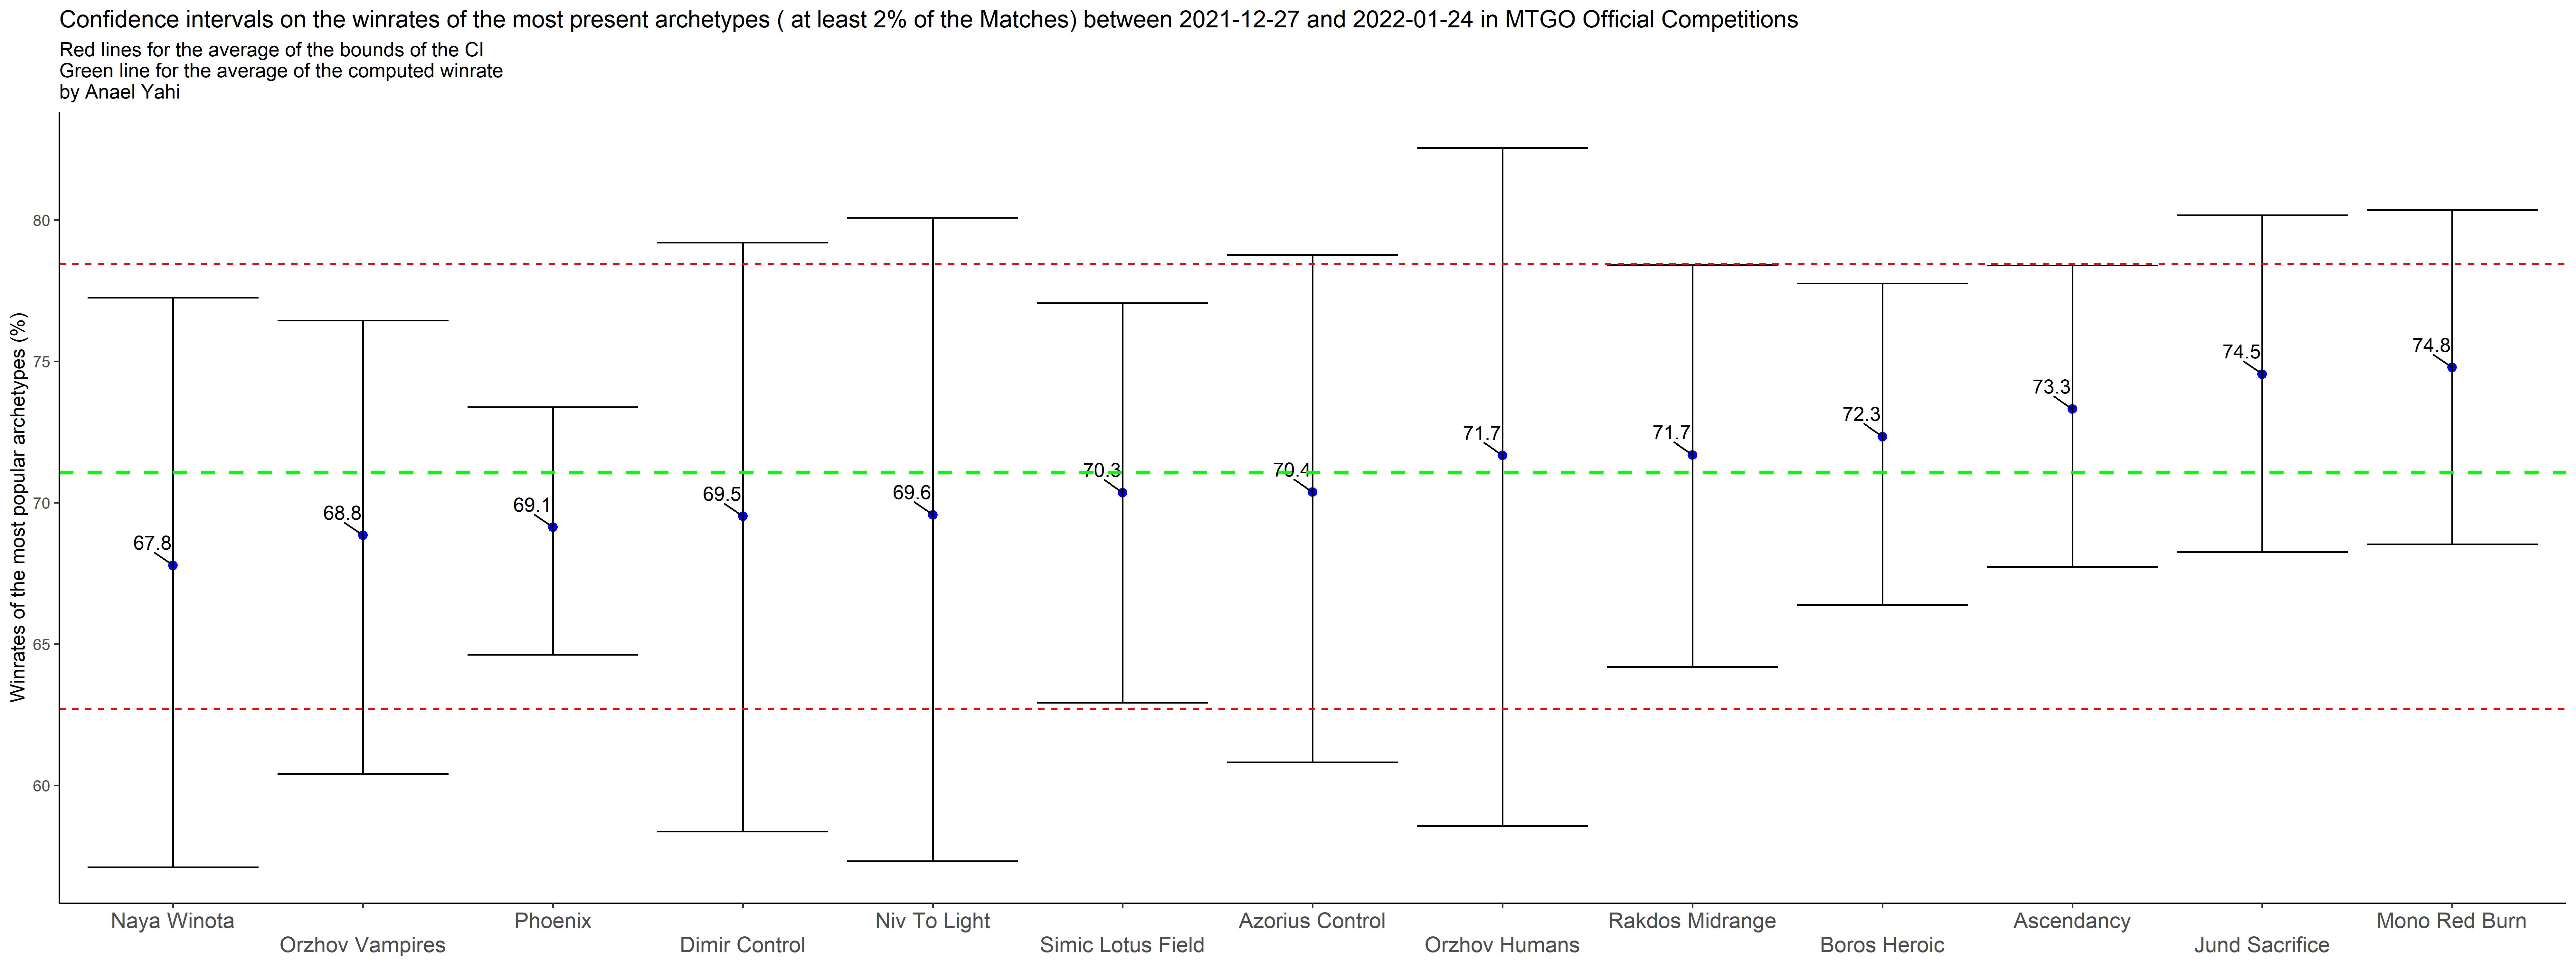 Confidence intervals on the winrates of the most present archetypes ( at least 2% of the Matches) between 2021-12-27 and 2022-01-24 in MTGO Official Competitions
Red lines for the average of the bounds of the CI
Green line for the average of the computed winrate
by Anael Yahi
Winrates of the most popular archetypes (%)
80
75
70
65
60
67.8
68.8
69.1
69.5
69.6
70.3
70.4
71.7
71.7
72.3
73.3
74.5
74.8
Naya Winota
Orzhov Vampires
Phoenix
Dimir Control
Niv To Light
Simic Lotus Field
Azorius Control
Orzhov Humans
Rakdos Midrange
Boros Heroic
Ascendancy
Jund Sacrifice
Mono Red Burn